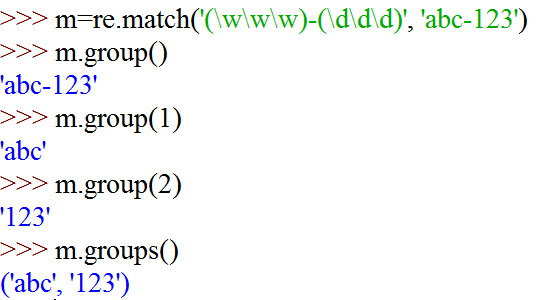 >>> m=re.match('(\w\w\w)-(\d\d\d)', 'abc-123')
>>> m.group()
'abc-123'
>>> m.group(1)
'abc'
>>> m.group(2)
'123'
>>> m.groups()
('abc', '123')